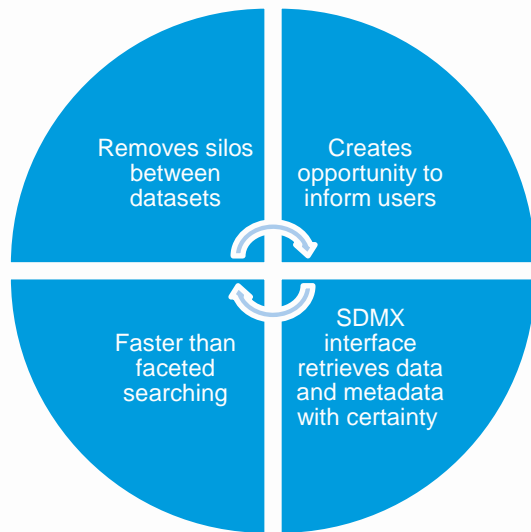 Removes silos
between
datasets
Creates
opportunity to
inform users
Faster than
faceted
searching
SDMX
interface
retrieves data
and metadata
with certainty